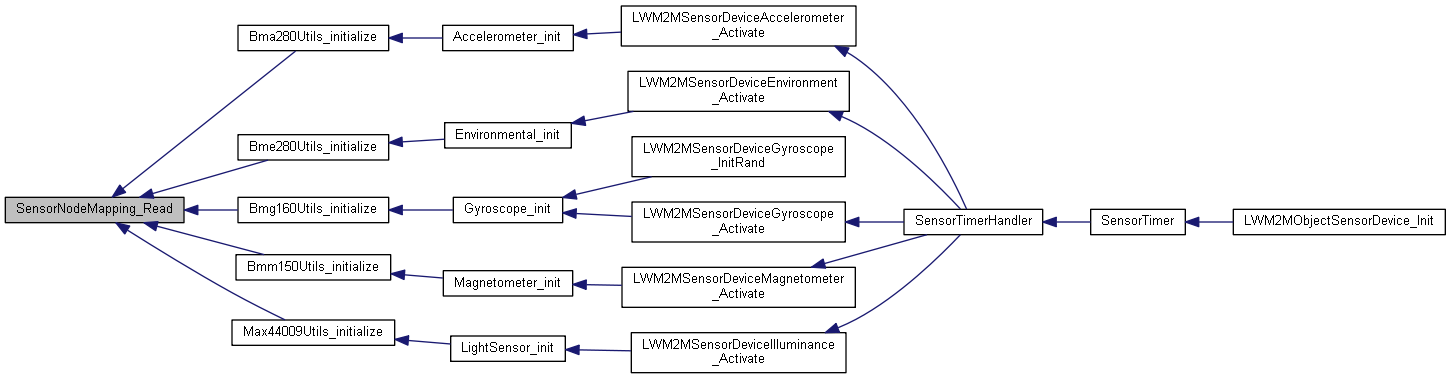 LWM2MSensorDeviceAccelerometer
_Activate
Bma280Utils_initialize
Accelerometer_init
LWM2MSensorDeviceEnvironment
_Activate
Environmental_init
Bme280Utils_initialize
LWM2MSensorDeviceGyroscope
_InitRand
SensorNodeMapping_Read
Bmg160Utils_initialize
Gyroscope_init
LWM2MSensorDeviceGyroscope
_Activate
SensorTimerHandler
SensorTimer
LWM2MObjectSensorDevice_Init
Bmm150Utils_initialize
Magnetometer_init
LWM2MSensorDeviceMagnetometer
_Activate
Max44009Utils_initialize
LightSensor_init
LWM2MSensorDeviceIlluminance
_Activate